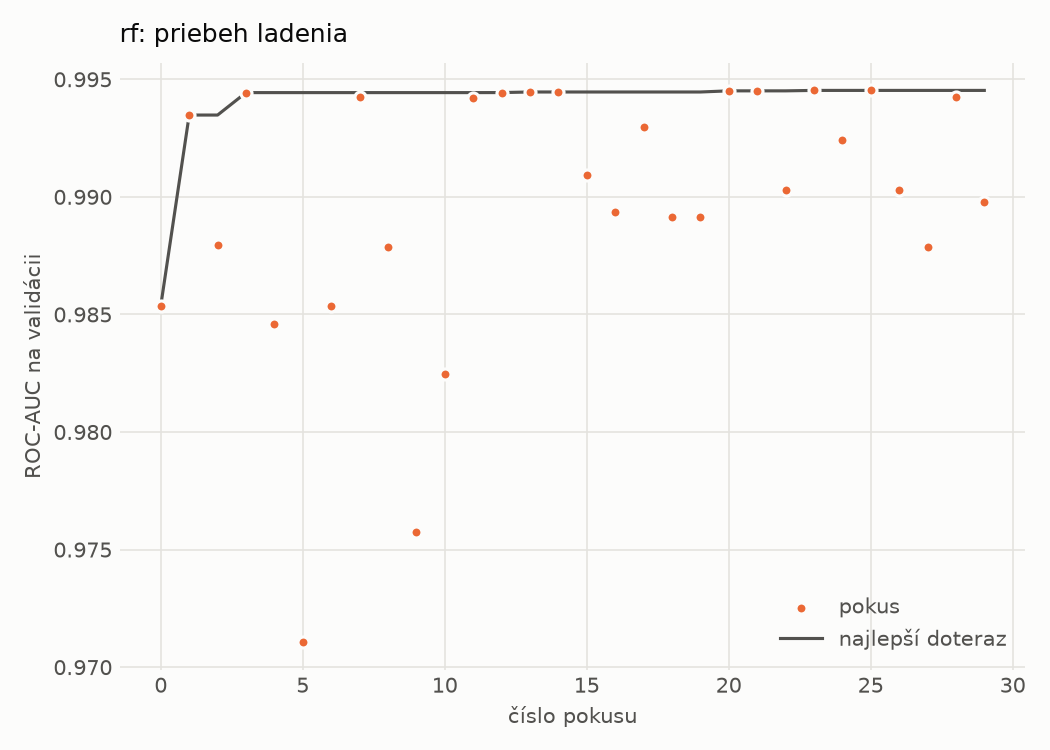 rf: priebeh ladenia
ROC-AUC na validácii
0.995
0.990
0.985
0.980
0.975
0.970
0 5 10 15 20 25 30
číslo pokusu
pokus
najlepší doteraz